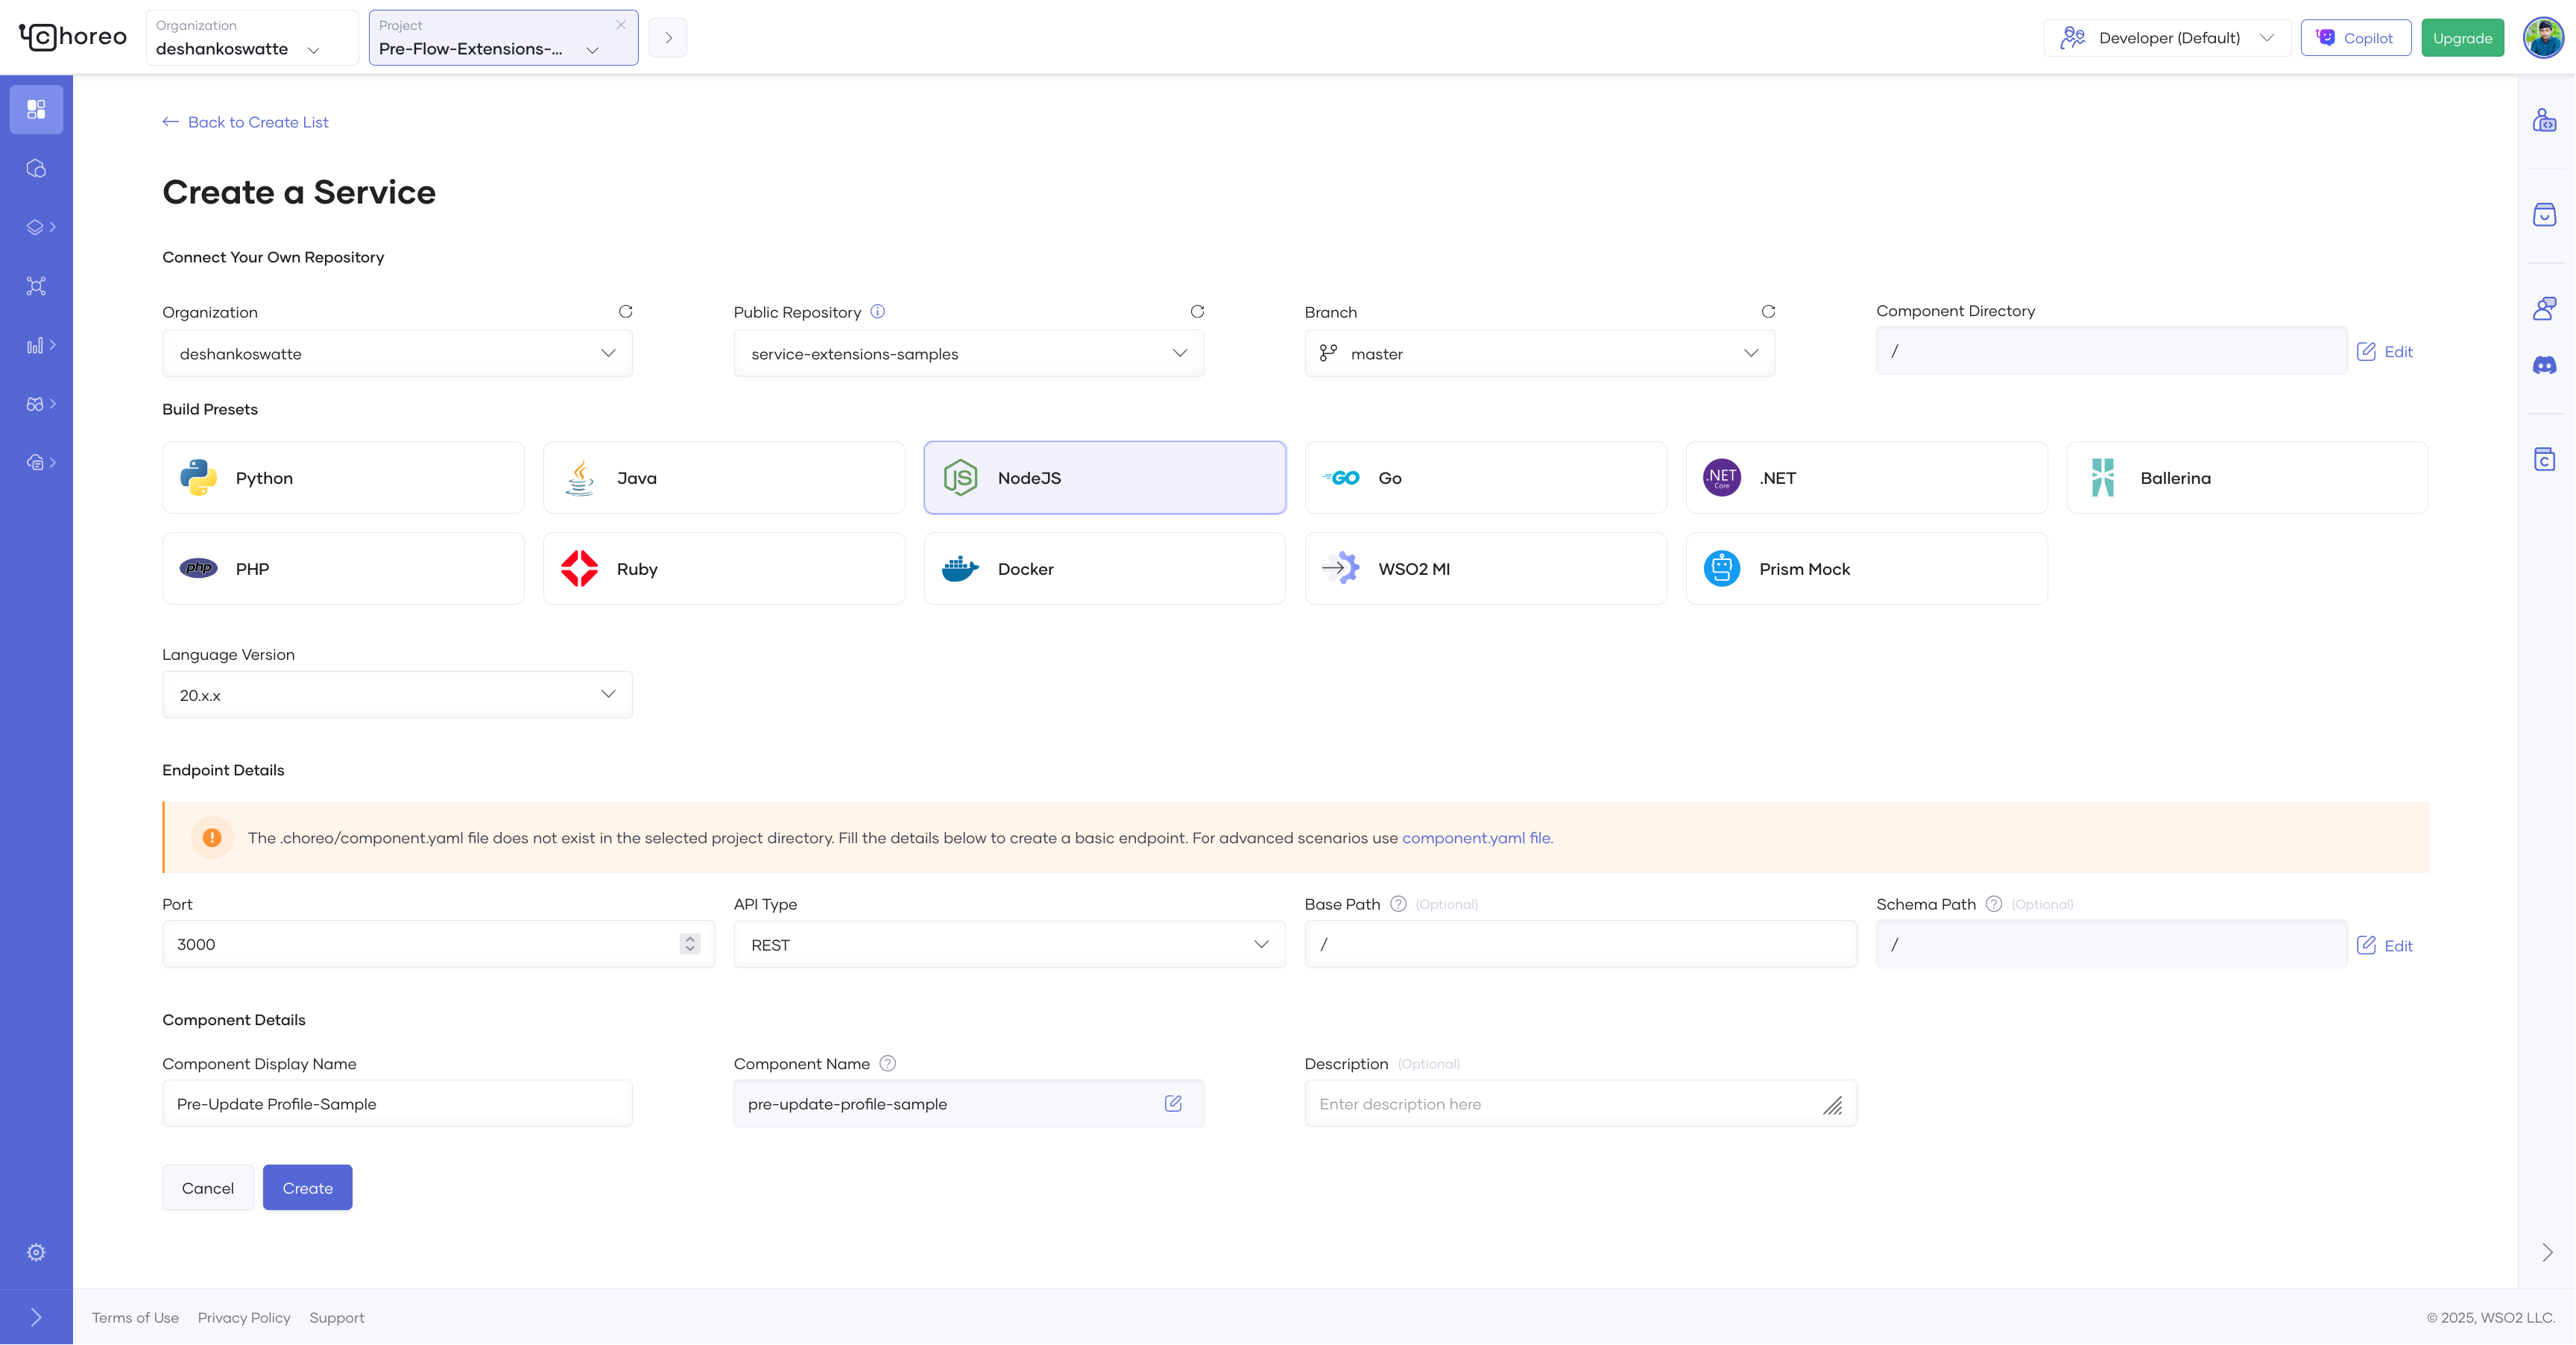 choreo
Organization
deshankoswatte
Project
Pre-Flow-Extensions-...
Developer (Default)
Copilot
Upgrade
Back to Create List
Create a Service
Connect Your Own Repository
Organization
Public Repository
Branch
Component Directory
deshankoswatte
service-extensions-samples
master
/
Edit
Build Presets
Python
Java
JS
NodeJS
GO
Go
.NET
Core
.NET
Ballerina
php
PHP
Ruby
Docker
WSO2 MI
Prism Mock
Language Version
20.x.x
Endpoint Details
The .choreo/component.yaml file does not exist in the selected project directory. Fill the details below to create a basic endpoint. For advanced scenarios use component.yaml file.
Port
API Type
Base Path (Optional)
Schema Path (Optional)
3000
REST
/
/
Edit
Component Details
Component Display Name
Component Name
Description (Optional)
Pre-Update Profile-Sample
pre-update-profile-sample
Enter description here
Cancel
Create
Terms of Use
Privacy Policy
Support
© 2025, WSO2 LLC.